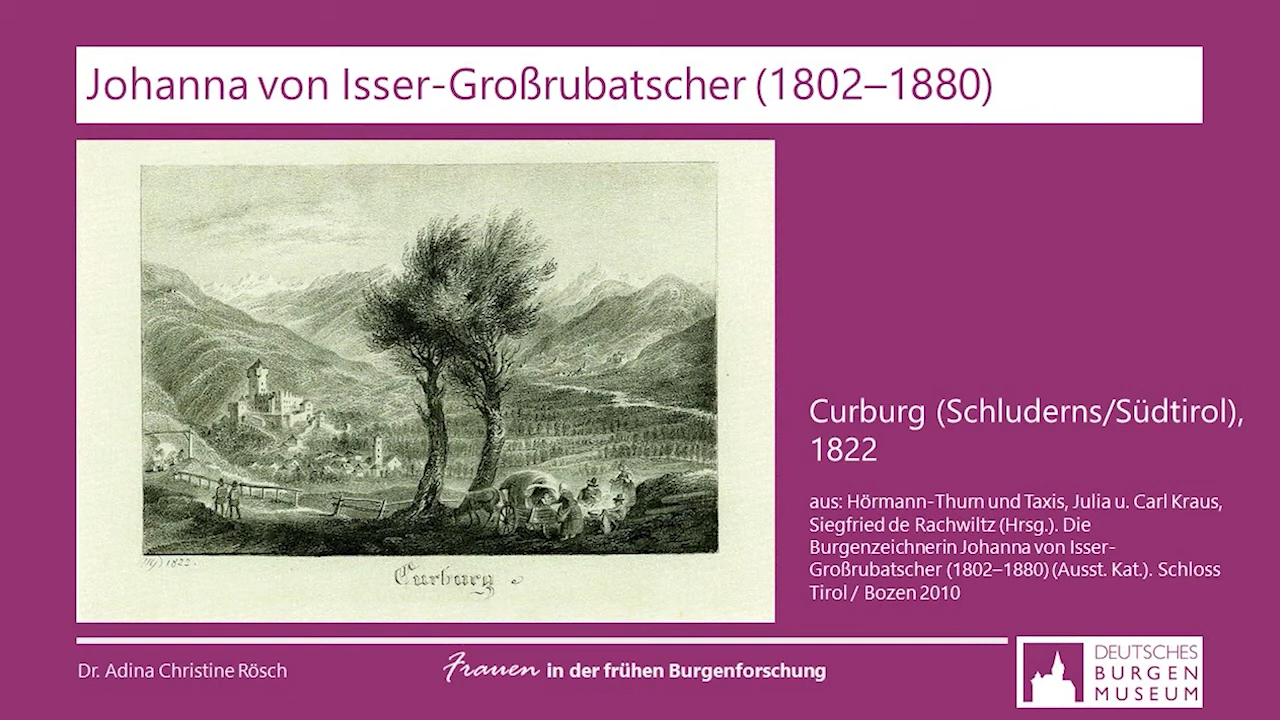 Johanna von Isser-Großrubatscher (1802–1880)
1822.
Curburg
Curburg (Schluderns/Südtirol),
1822
aus: Hörmann-Thurn und Taxis, Julia u. Carl Kraus,
Siegfried de Rachwiltz (Hrsg.). Die
Burgenzeichnerin Johanna von Isser-
Großrubatscher (1802–1880) (Ausst. Kat.). Schloss
Tirol / Bozen 2010
Dr. Adina Christine Rösch
Frauen in der frühen Burgenforschung
DEUTSCHES
BURGEN
MUSEUM